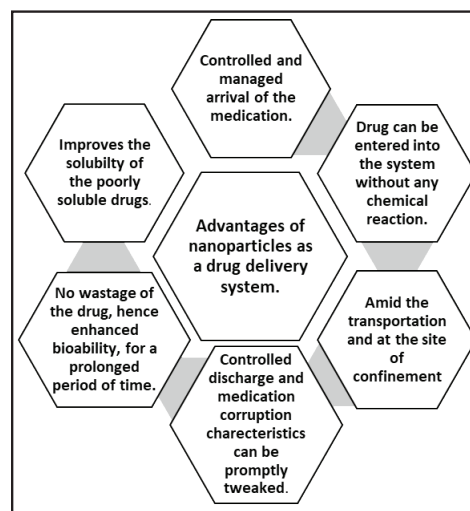 Controlled and
managed
arrival of the
medication.
Drug can be
entered into
the system
without any
chemical
reaction.
Amid the
transportation
and at the site
of
confinement
Controlled
discharge and
medication
corruption
charecteristics
can be
promptly
tweaked.
No wastage of
the drug, hence
enhanced
bioability, for a
prolonged
period of time.
Improves the
solubilty of
the poorly
soluble drugs.
Advantages of
nanoparticles as
a drug delivery
system.